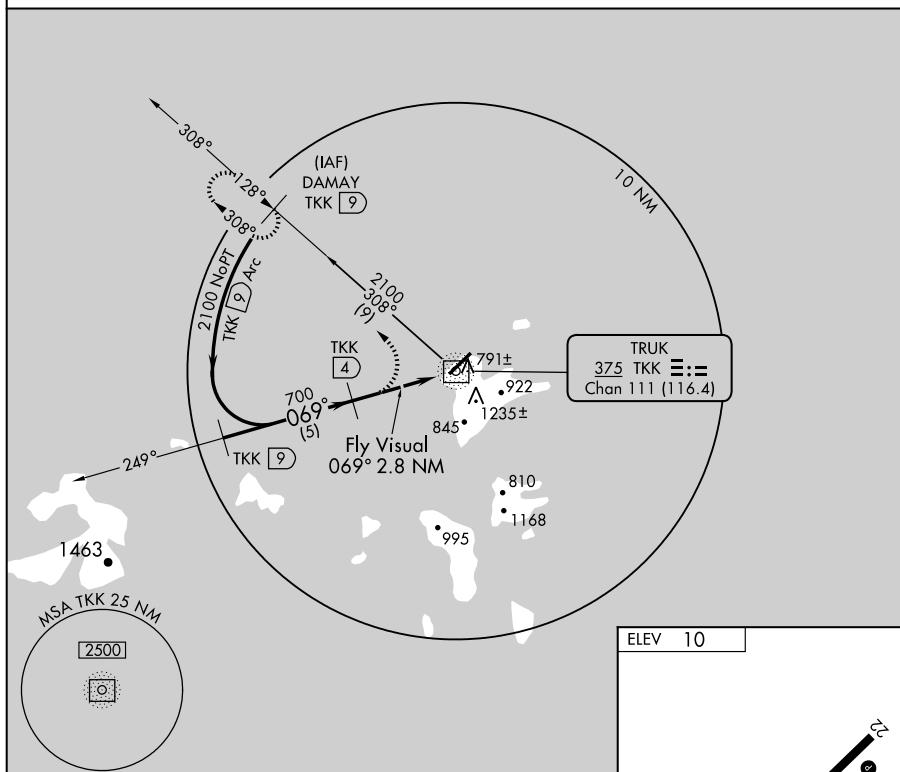 308°
(IAF)
DAMAY
TKK 9
128°
308°
10 NM
2100 NoPT
TKK 9 Arc
2100
308°
(9)
TKK
4
791±
TRUK
375 TKK
Chan 111 (116.4)
922
1235±
845
700
069°
(5)
Fly Visual
069° 2.8 NM
TKK 9
249°
810
1168
995
1463
MSA TKK 25 NM
2500
ELEV 10
22
P